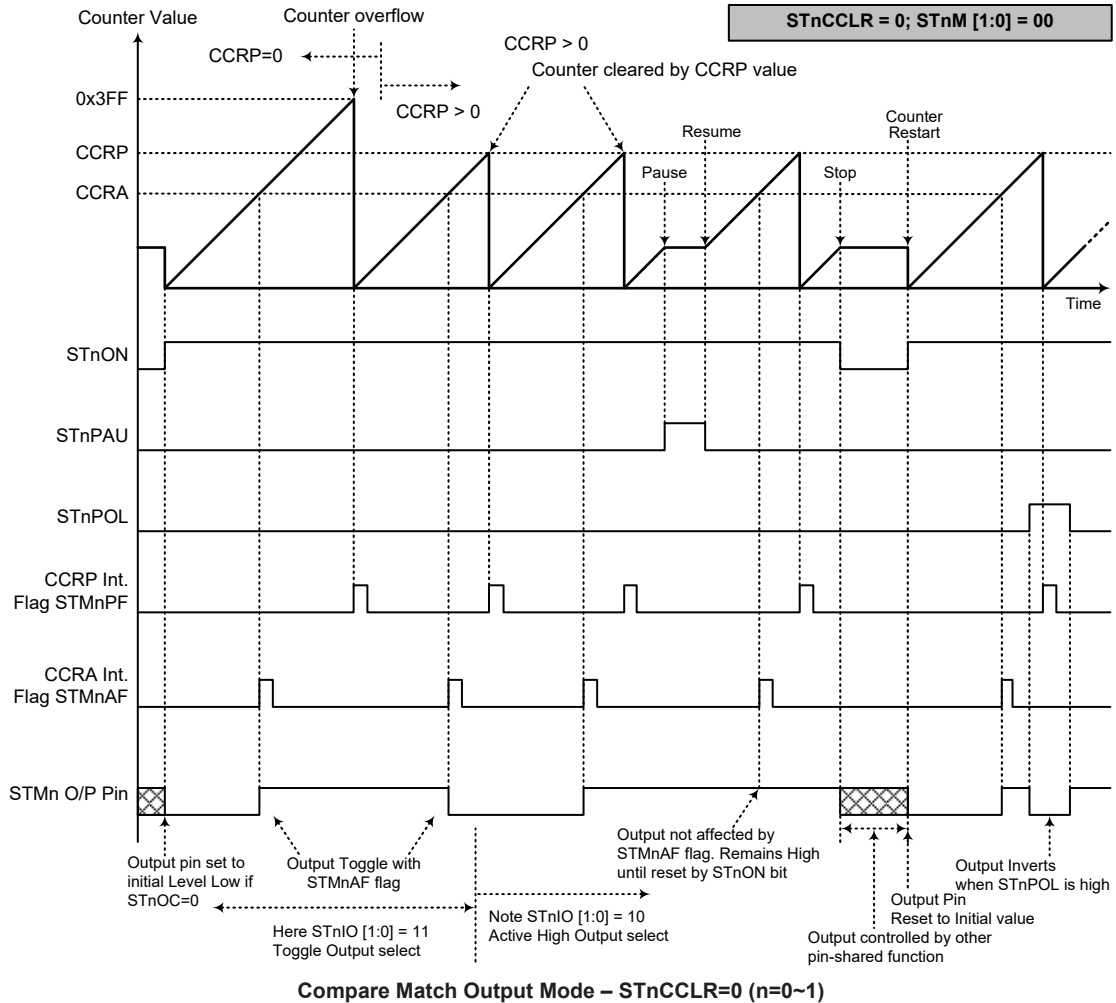 Counter Value
Counter overflow
STnCCLR = 0; STnM [1:0] = 00
CCRP=0
CCRP > 0
CCRP > 0
Counter cleared by CCRP value
0x3FF
CCRP
CCRA
Pause
Resume
Stop
Counter
Restart
Time
STnON
STnPAU
STnPOL
CCRP Int.
Flag STMnPF
CCRA Int.
Flag STMnAF
STMn O/P Pin
Output pin set to
initial Level Low if
STnOC=0
Output Toggle with
STMnAF flag
Here STnIO [1:0] = 11
Toggle Output select
Note STnIO [1:0] = 10
Active High Output select
Output not affected by
STMnAF flag. Remains High
until reset by STnON bit
Output controlled by other
pin-shared function
Output Pin
Reset to Initial value
Output Inverts
when STnPOL is high
Compare Match Output Mode – STnCCLR=0 (n=0~1)